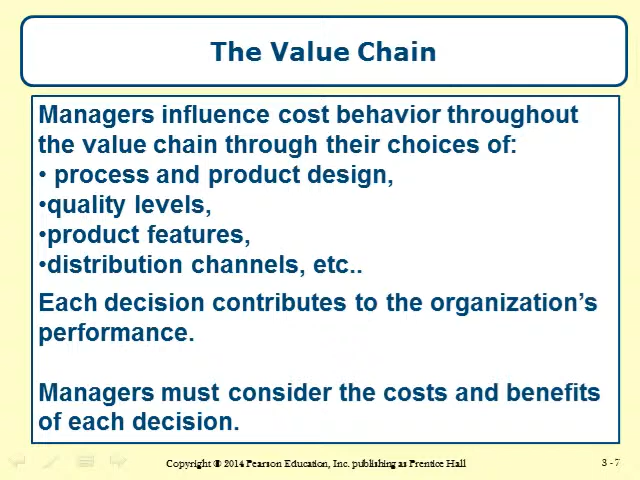 The Value Chain
Managers influence cost behavior throughout
the value chain through their choices of:
• process and product design,
•quality levels,
•product features,
•distribution channels, etc..
Each decision contributes to the organization’s
performance.
Managers must consider the costs and benefits
of each decision.
Copyright © 2014 Pearson Education, Inc. publishing as Prentice Hall
3 - 7